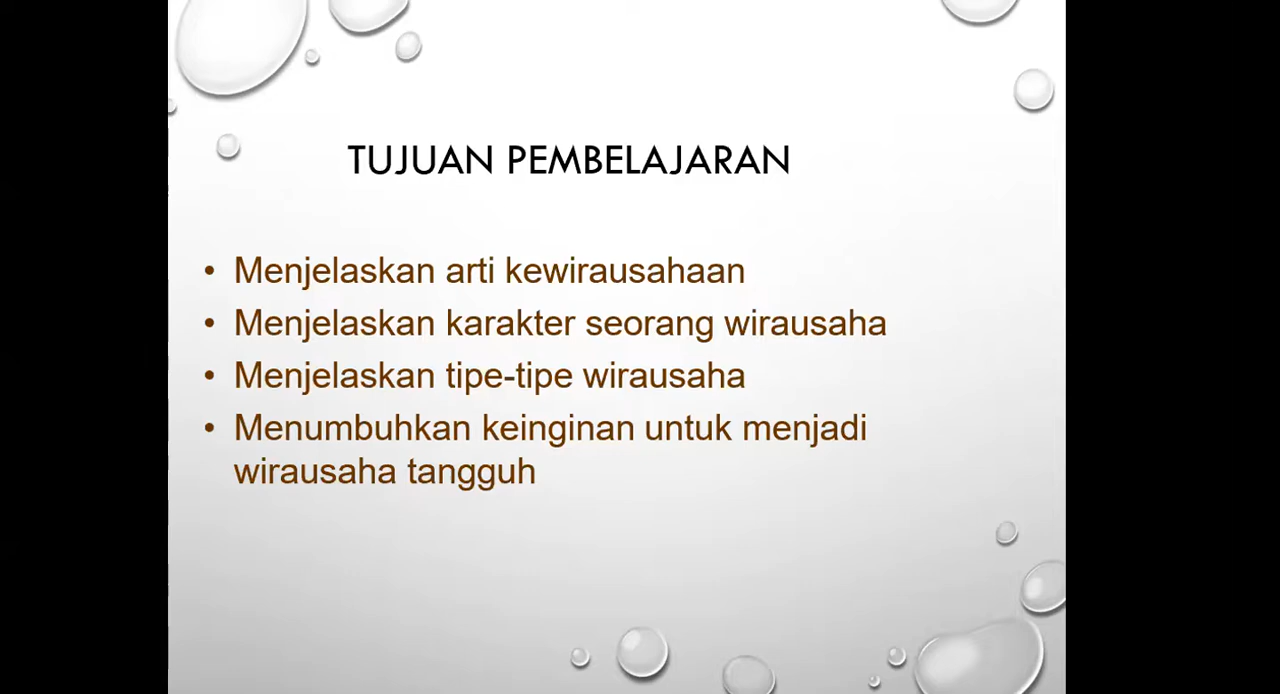 TUJUAN PEMBELAJARAN
• Menjelaskan arti kewirausahaan
• Menjelaskan karakter seorang wirausaha
• Menjelaskan tipe-tipe wirausaha
• Menumbuhkan keinginan untuk menjadi
wirausaha tangguh